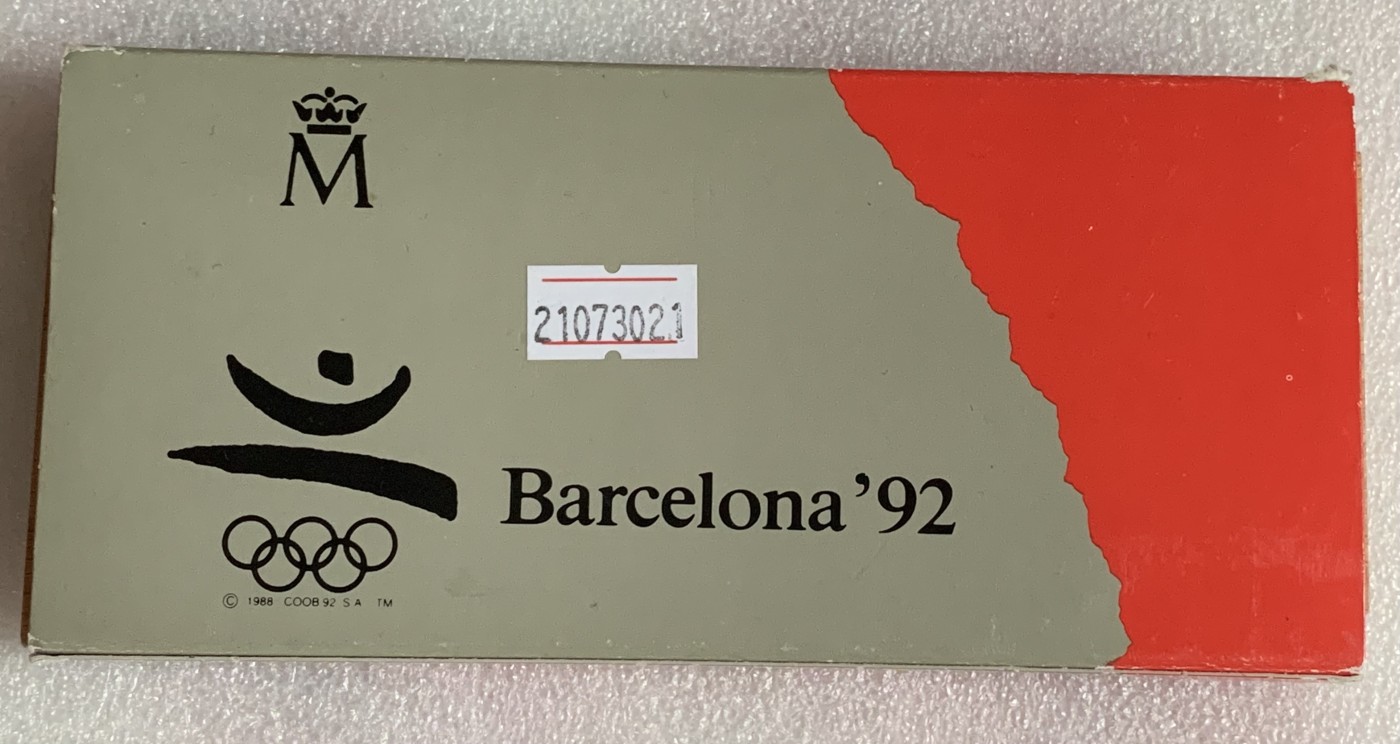 M
21073021
Barcelona '92
© 1988 COOB 92 S A TM